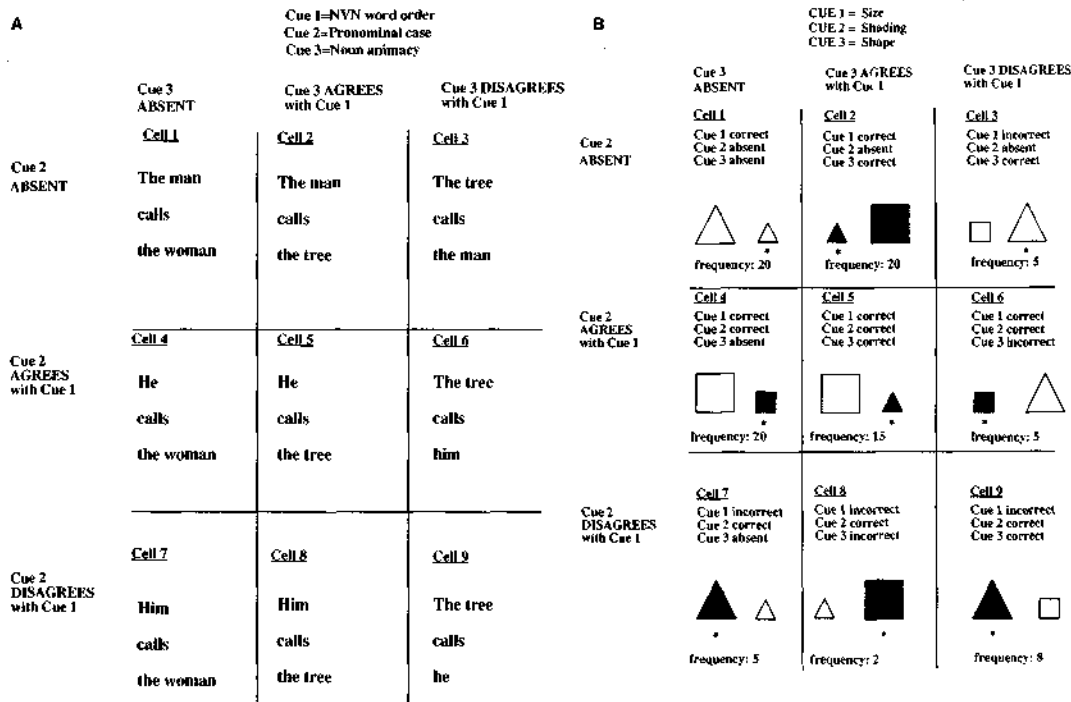 A
Cue 1=NVN word order
Cue 2=Pronominal case
Cue 3=Noun animacy
Cue 3
ABSENT
Cue 3 AGREES
with Cue 1
Cue 3 DISAGREES
with Cue 1
Cue 2
ABSENT
Cell 1
The man
calls
the woman
Cell 2
The man
calls
the tree
Cell 3
The tree
calls
the man
Cue 2
AGREES
with Cue 1
Cell 4
He
calls
the woman
Cell 5
He
calls
the tree
Cell 6
The tree
calls
him
Cue 2
DISAGREES
with Cue 1
Cell 7
Him
calls
the woman
Cell 8
Him
calls
the tree
Cell 9
The tree
calls
he
B
CUE 1 = Size
CUE 2 = Shading
CUE 3 = Shape
Cue 3
ABSENT
Cue 3 AGREES
with Cue 1
Cue 3 DISAGREES
with Cue 1
Cue 2
ABSENT
Cell 1
Cue 1 correct
Cue 2 absent
Cue 3 absent
*
frequency: 20
Cell 2
Cue 1 correct
Cue 2 absent
Cue 3 correct
*
frequency: 20
Cell 3
Cue 1 incorrect
Cue 2 absent
Cue 3 correct
*
frequency: 5
Cue 2
AGREES
with Cue 1
Cell 4
Cue 1 correct
Cue 2 correct
Cue 3 absent
*
frequency: 20
Cell 5
Cue 1 correct
Cue 2 correct
Cue 3 correct
*
frequency: 15
Cell 6
Cue 1 correct
Cue 2 correct
Cue 3 incorrect
*
frequency: 5
Cue 2
DISAGREES
with Cue 1
Cell 7
Cue 1 incorrect
Cue 2 correct
Cue 3 absent
*
frequency: 5
Cell 8
Cue 1 incorrect
Cue 2 correct
Cue 3 incorrect
*
frequency: 2
Cell 9
Cue 1 incorrect
Cue 2 correct
Cue 3 correct
*
frequency: 8